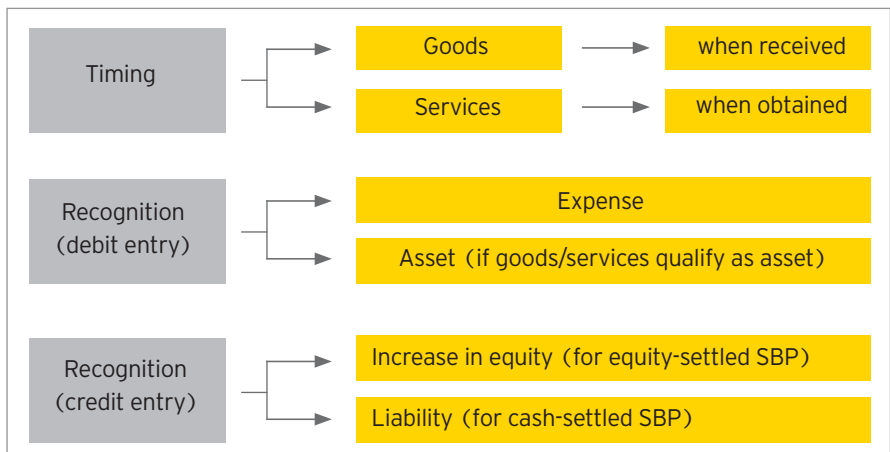 Timing
Goods
when received
Services
when obtained
Recognition
(debit entry)
Expense
Asset (if goods/services qualify as asset)
Recognition
(credit entry)
Increase in equity (for equity-settled SBP)
Liability (for cash-settled SBP)